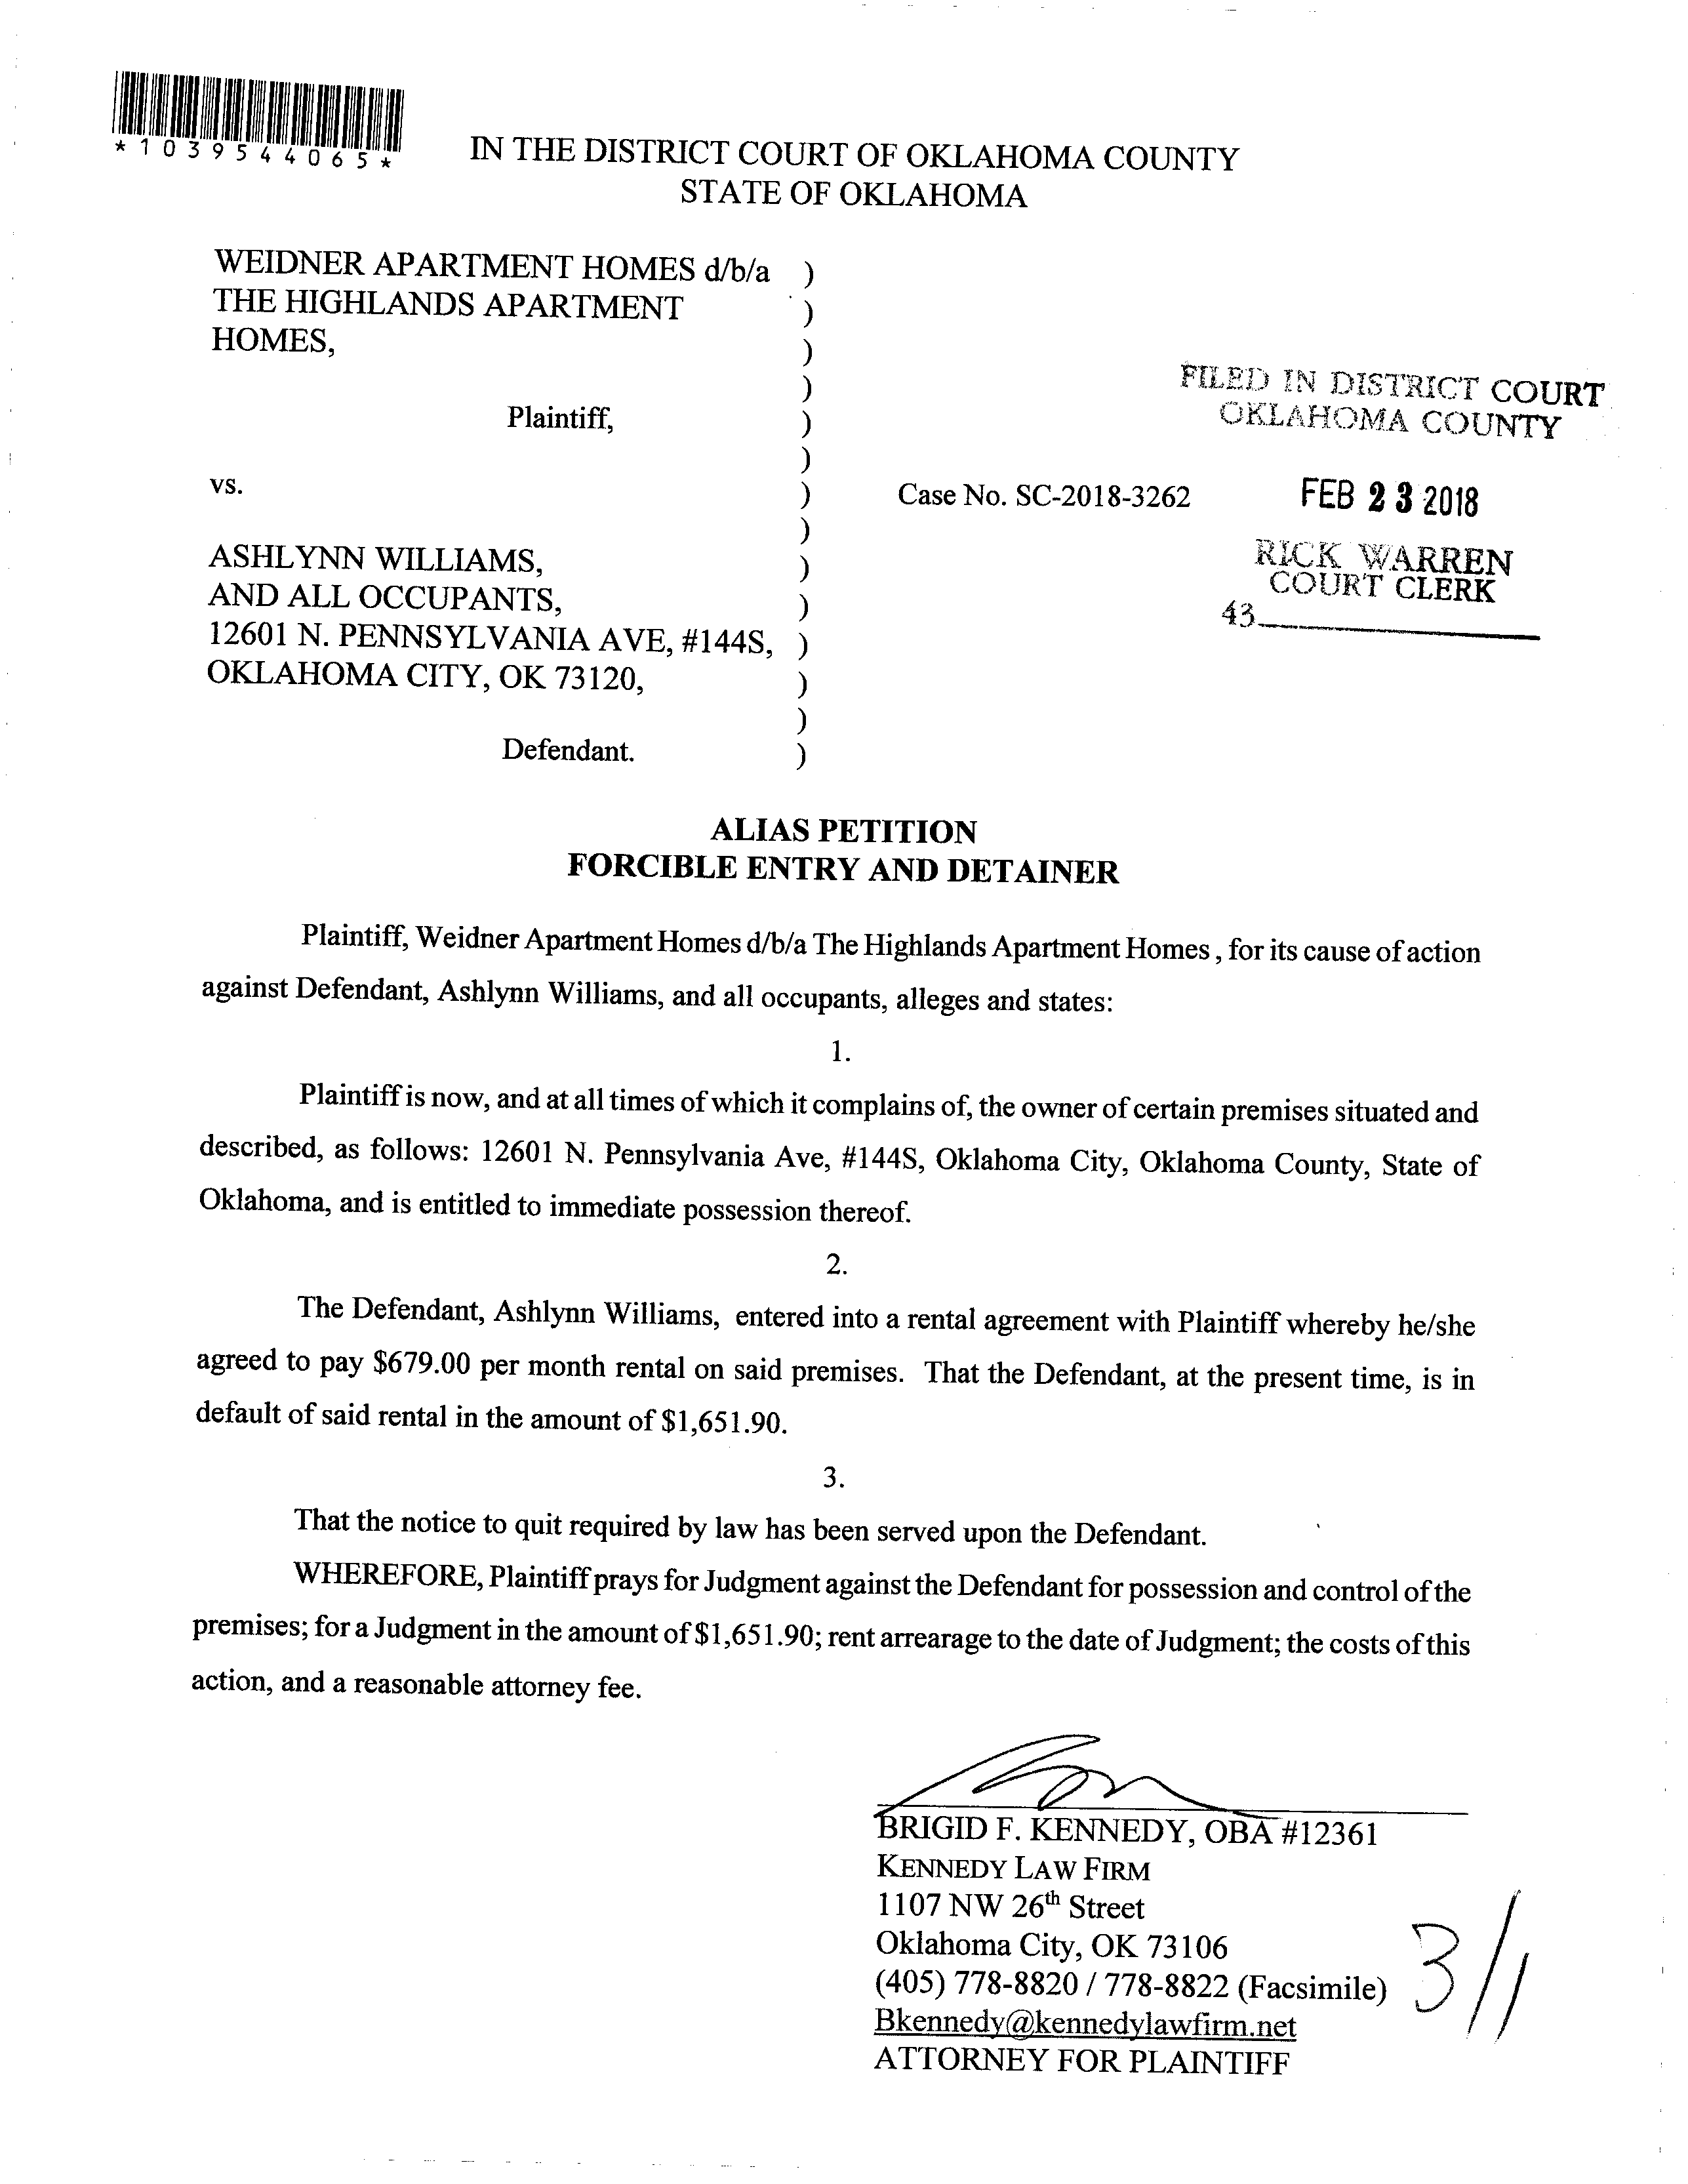 *1039544065*
IN THE DISTRICT COURT OF OKLAHOMA COUNTY
STATE OF OKLAHOMA
WEIDNER APARTMENT HOMES d/b/a )
THE HIGHLANDS APARTMENT )
HOMES, )
)
Plaintiff, )
)
vs. )
)
ASHLYNN WILLIAMS, )
AND ALL OCCUPANTS, )
12601 N. PENNSYLVANIA AVE, #144S, )
OKLAHOMA CITY, OK 73120, )
)
Defendant. )
Case No. SC-2018-3262
FILED IN DISTRICT COURT
OKLAHOMA COUNTY
FEB 23 2018
RICK WARREN
COURT CLERK
43
ALIAS PETITION
FORCIBLE ENTRY AND DETAINER
Plaintiff, Weidner Apartment Homes d/b/a The Highlands Apartment Homes , for its cause of action
against Defendant, Ashlynn Williams, and all occupants, alleges and states:
1.
Plaintiff is now, and at all times of which it complains of, the owner of certain premises situated and
described, as follows: 12601 N. Pennsylvania Ave, #144S, Oklahoma City, Oklahoma County, State of
Oklahoma, and is entitled to immediate possession thereof.
2.
The Defendant, Ashlynn Williams, entered into a rental agreement with Plaintiff whereby he/she
agreed to pay $679.00 per month rental on said premises. That the Defendant, at the present time, is in
default of said rental in the amount of $1,651.90.
3.
That the notice to quit required by law has been served upon the Defendant.
WHEREFORE, Plaintiff prays for Judgment against the Defendant for possession and control of the
premises; for a Judgment in the amount of $1,651.90; rent arrearage to the date of Judgment; the costs of this
action, and a reasonable attorney fee.
BRIGID F. KENNEDY, OBA #12361
KENNEDY LAW FIRM
1107 NW 26th Street
Oklahoma City, OK 73106
(405) 778-8820 / 778-8822 (Facsimile)
Bkennedy@kennedylawfirm.net
ATTORNEY FOR PLAINTIFF
3/1